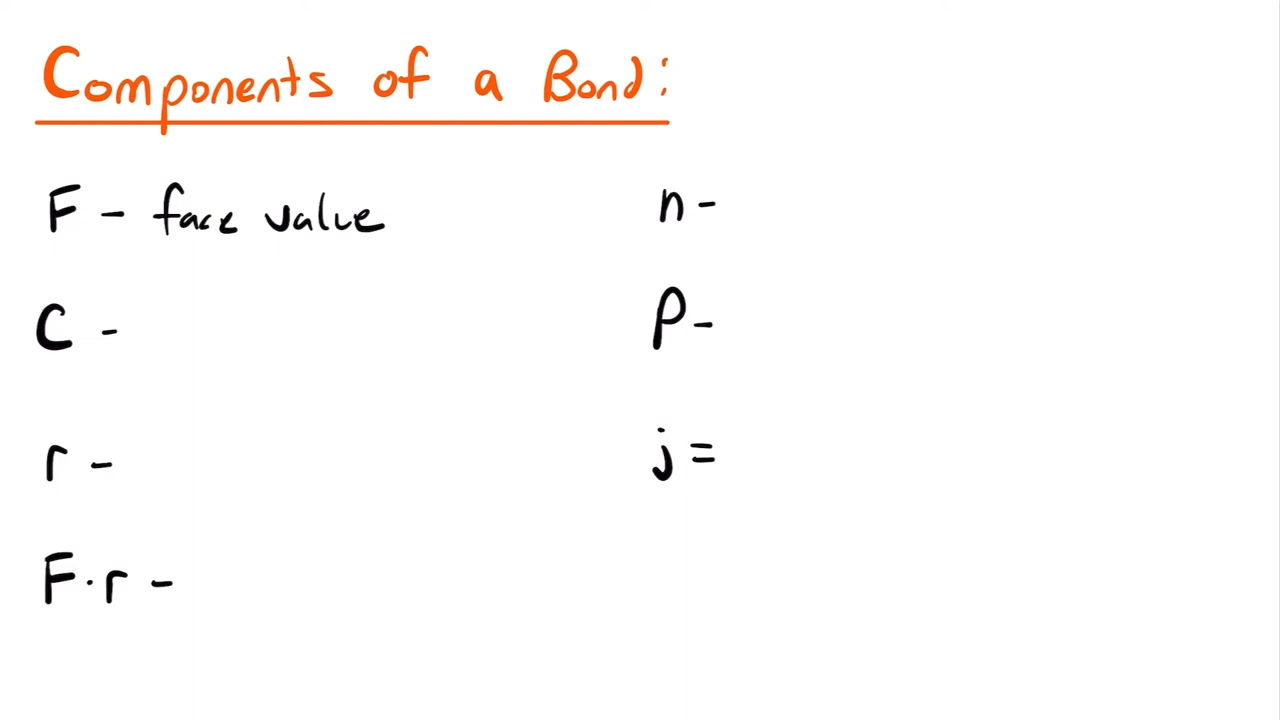 Components of a Bond:
F - face value
C -
r -
F·r -
n -
P -
j =